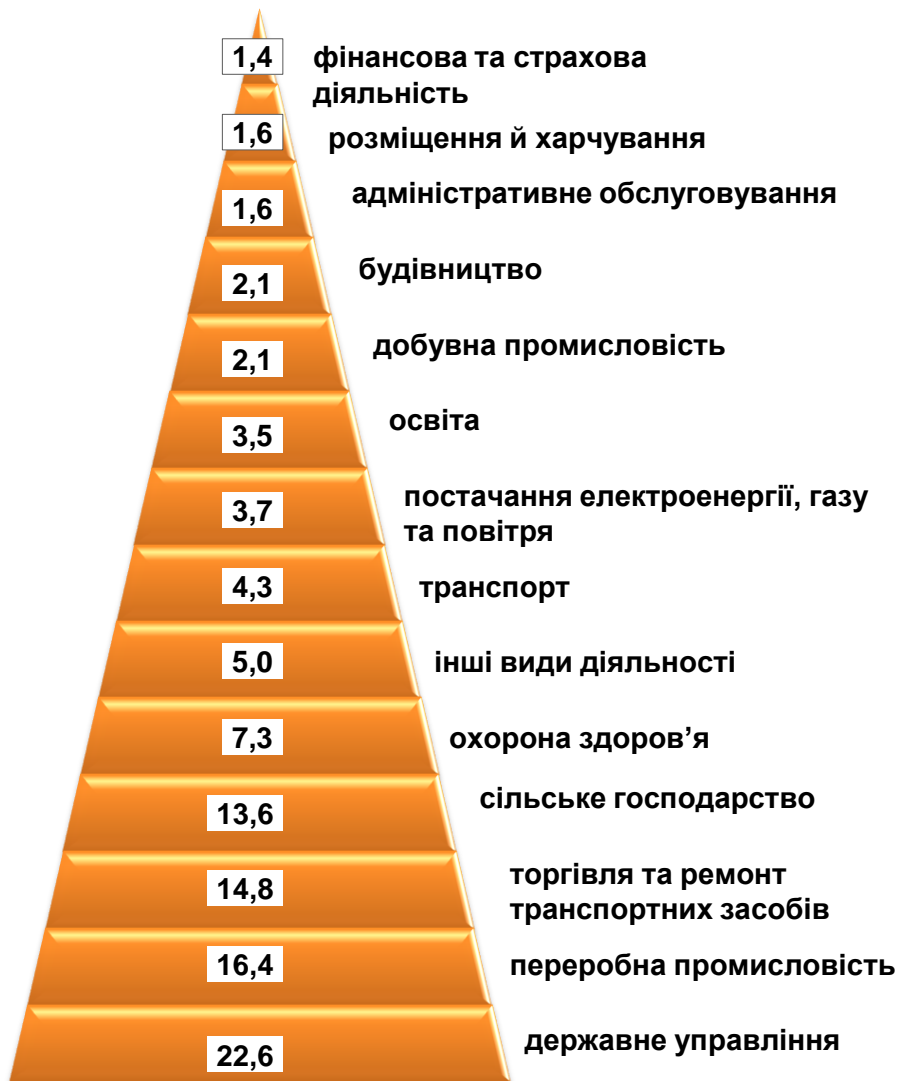 1,4
фінансова та страхова
діяльність
1,6
розміщення й харчування
1,6
адміністративне обслуговування
2,1
будівництво
2,1
добувна промисловість
3,5
освіта
3,7
постачання електроенергії, газу
та повітря
4,3
транспорт
5,0
інші види діяльності
7,3
охорона здоров’я
13,6
сільське господарство
14,8
торгівля та ремонт
транспортних засобів
16,4
переробна промисловість
22,6
державне управління